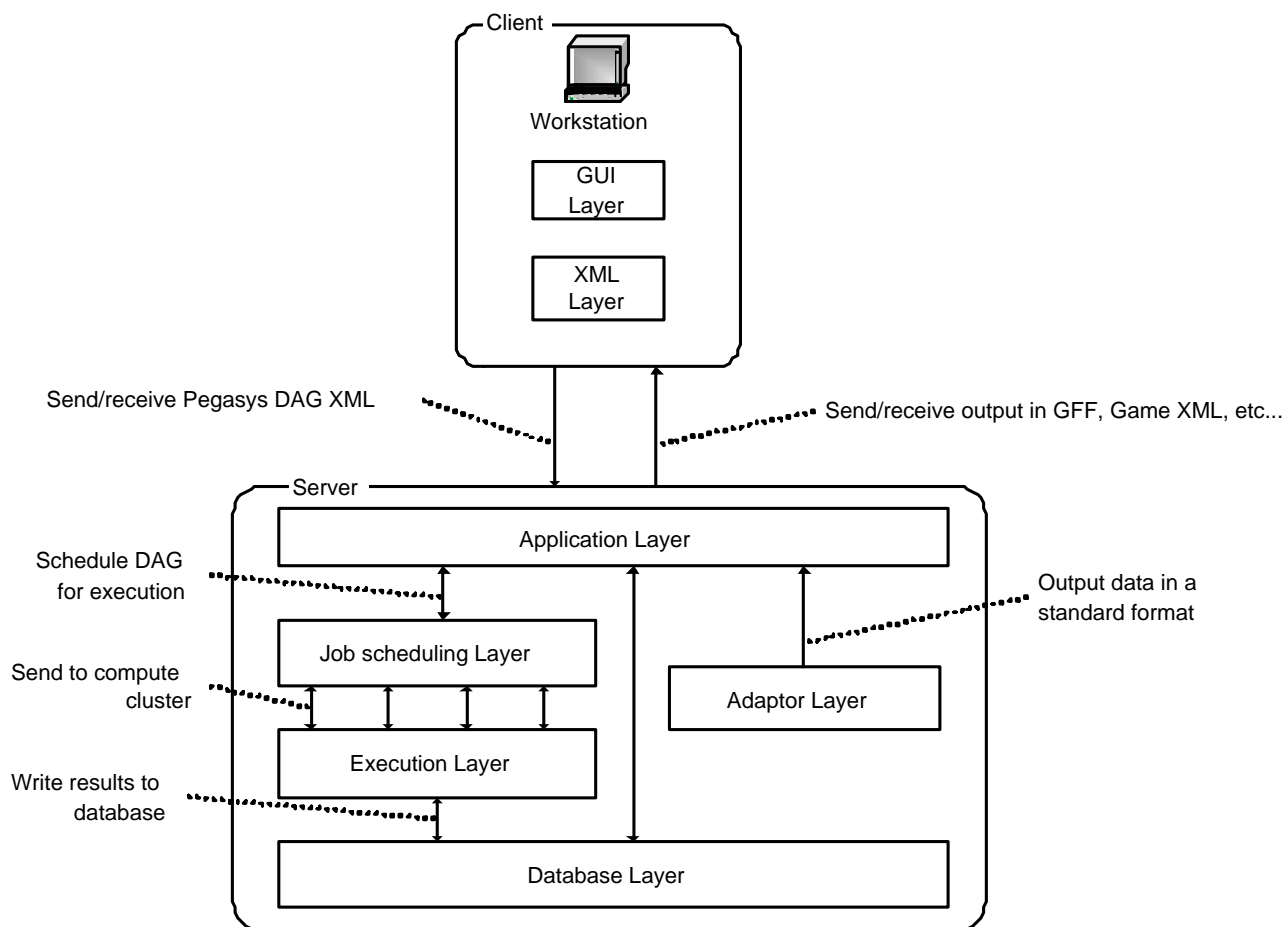 Client
Workstation
GUI
Layer
XML
Layer
Send/receive Pegasys DAG XML
Send/receive output in GFF, Game XML, etc...
Server
Application Layer
Schedule DAG
for execution
Output data in a
standard format
Job scheduling Layer
Send to compute
cluster
Adaptor Layer
Execution Layer
Write results to
database
Database Layer